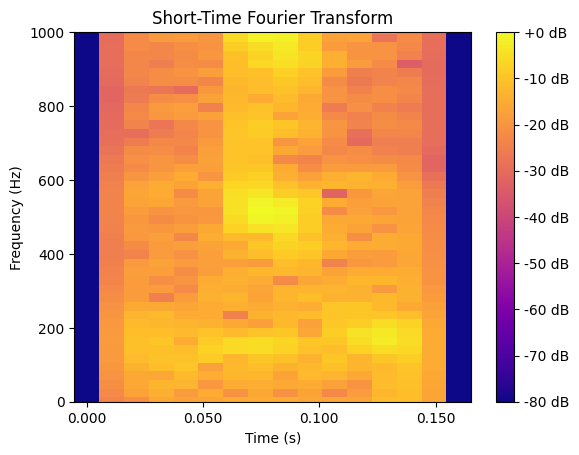 Short-Time Fourier Transform
Frequency (Hz)
1000
800
600
400
200
0
0.000
0.050
0.100
0.150
Time (s)
+0 dB
-10 dB
-20 dB
-30 dB
-40 dB
-50 dB
-60 dB
-70 dB
-80 dB